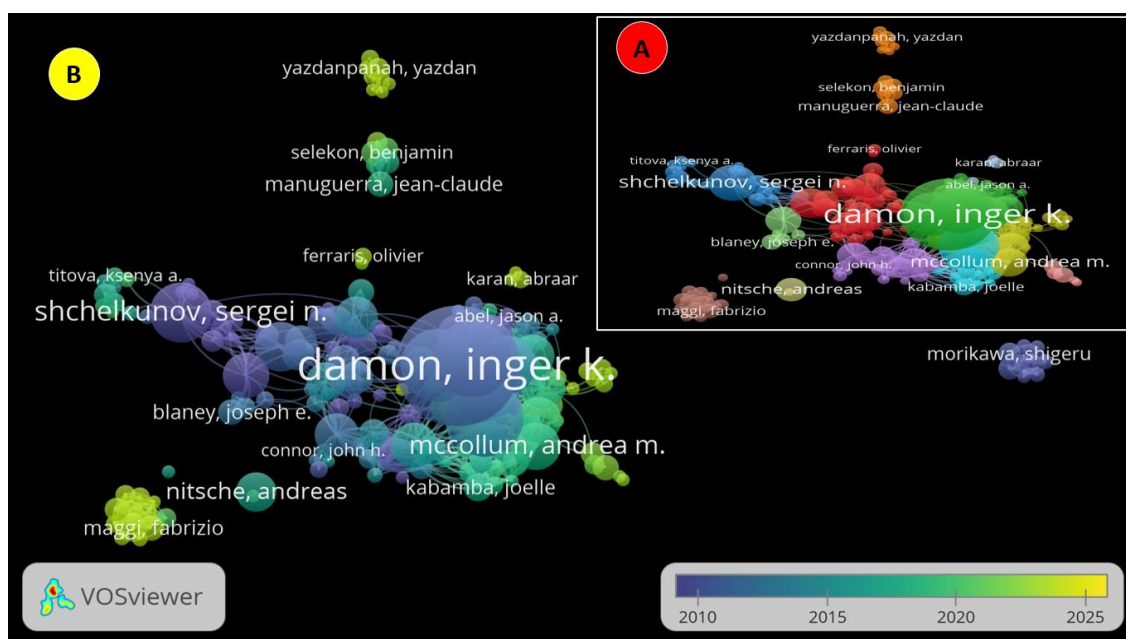 B
yazdanpanah, yazdan
selekon, benjamin
manuguerra, jean-claude
ferraris, olivier
titova, ksenya a.
karan, abraar
shchelkunov, sergei n.
abel, jason a.
damon, inger k.
blaney, joseph e.
connor, john h.
mccollum, andrea m.
nitsche, andreas
kabamba, joelle
maggi, fabrizio
morikawa, shigeru
A
yazdanpanah, yazdan
selekon, benjamin
manuguerra, jean-claude
ferraris, olivier
titova, ksenya a.
karan, abraar
shchelkunov, sergei n.
abel, jason a.
damon, inger k.
blaney, joseph e.
connor, john h.
mccollum, andrea m.
nitsche, andreas
kabamba, joelle
maggi, fabrizio
VOSviewer
2010 2015 2020 2025